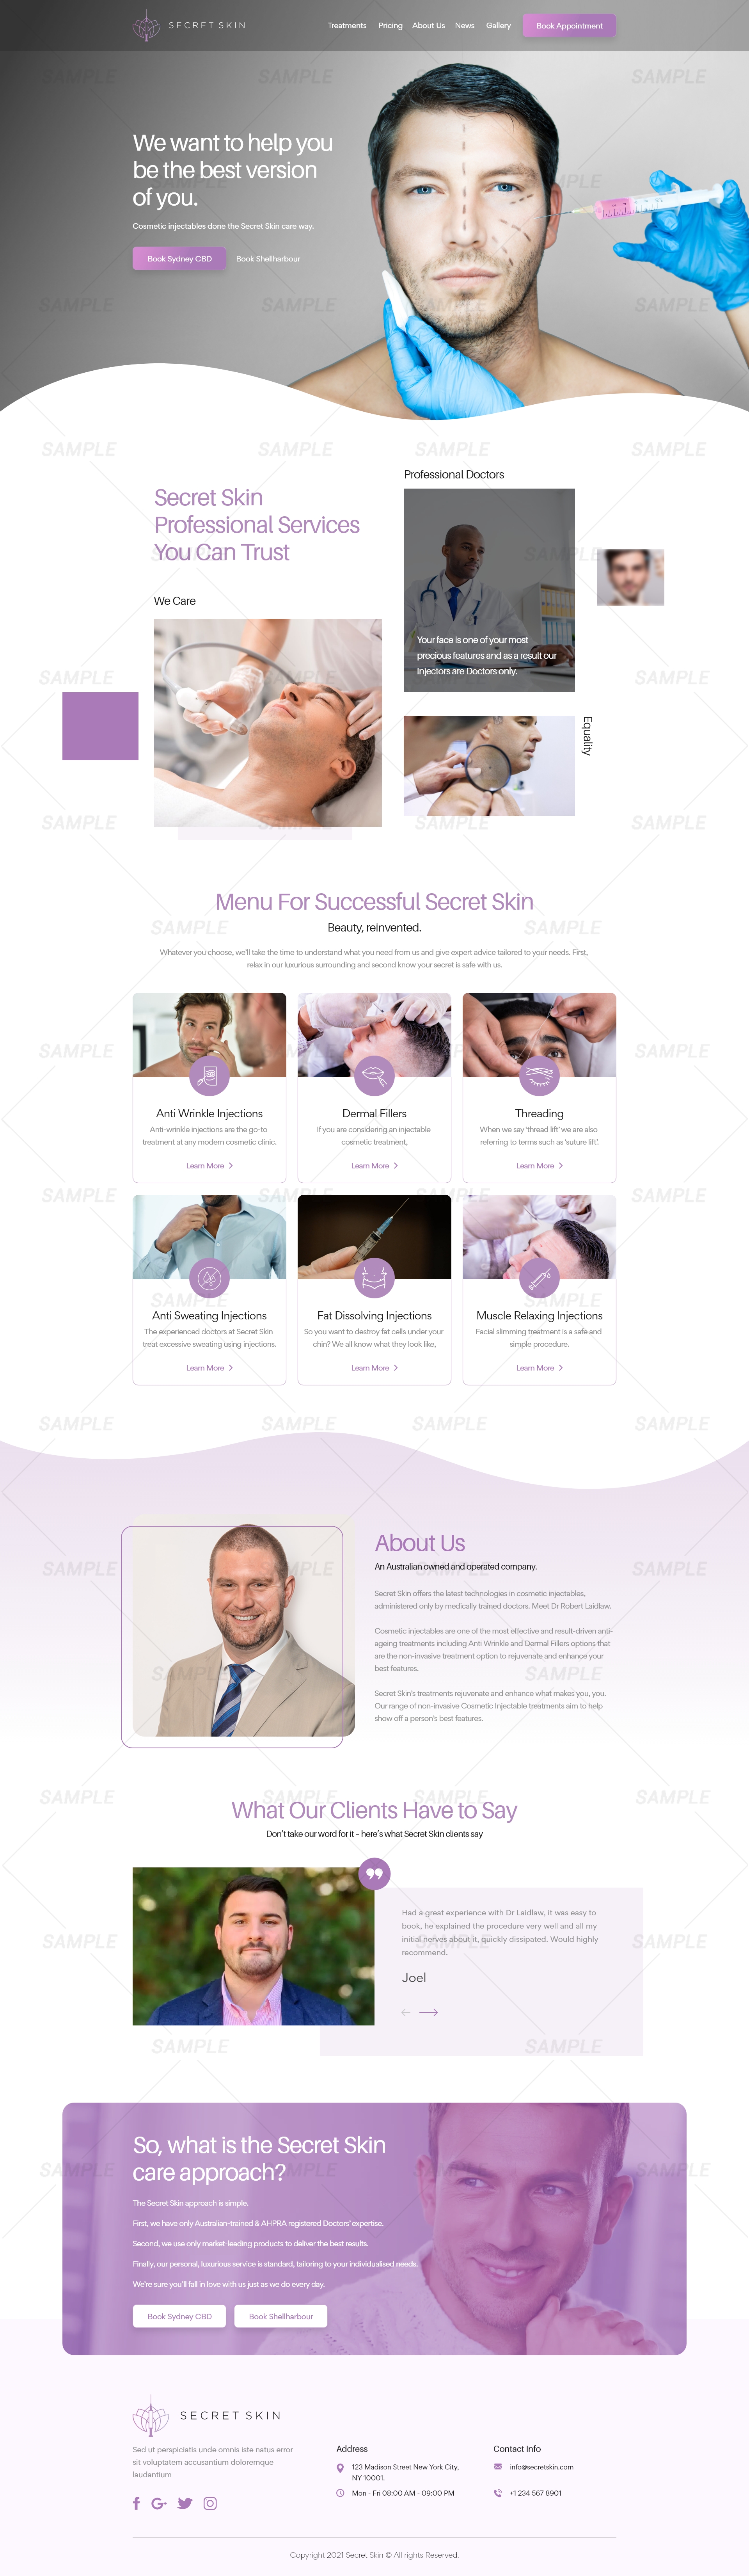 SECRET SKIN
Treatments Pricing About Us News Gallery Book Appointment
We want to help you
be the best version
of you.
Cosmetic injectables done the Secret Skin care way.
Book Sydney CBD Book Shellharbour
Secret Skin
Professional Services
You Can Trust
We Care
Professional Doctors
Your face is one of your most
precious features and as a result our
injectors are Doctors only.
Equality
Menu For Successful Secret Skin
Beauty, reinvented.
Whatever you choose, we'll take the time to understand what you need from us and give expert advice tailored to your needs. First,
relax in our luxurious surrounding and second know your secret is safe with us.
Anti Wrinkle Injections
Anti-wrinkle injections are the go-to
treatment at any modern cosmetic clinic.
Learn More
Dermal Fillers
If you are considering an injectable
cosmetic treatment,
Learn More
Threading
When we say 'thread lift' we are also
referring to terms such as 'suture lift'.
Learn More
Anti Sweating Injections
The experienced doctors at Secret Skin
treat excessive sweating using injections.
Learn More
Fat Dissolving Injections
So you want to destroy fat cells under your
chin? We all know what they look like,
Learn More
Muscle Relaxing Injections
Facial slimming treatment is a safe and
simple procedure.
Learn More
About Us
An Australian owned and operated company.
Secret Skin offers the latest technologies in cosmetic injectables,
administered only by medically trained doctors. Meet Dr Robert Laidlaw.
Cosmetic injectables are one of the most effective and result-driven anti-
ageing treatments including Anti Wrinkle and Dermal Fillers options that
are the non-invasive treatment option to rejuvenate and enhance your
best features.
Secret Skin's treatments rejuvenate and enhance what makes you, you.
Our range of non-invasive Cosmetic Injectable treatments aim to help
show off a person's best features.
What Our Clients Have to Say
Don't take our word for it - here's what Secret Skin clients say
Had a great experience with Dr Laidlaw, it was easy to
book, he explained the procedure very well and all my
initial nerves about it, quickly dissipated. Would highly
recommend.
Joel
So, what is the Secret Skin
care approach?
The Secret Skin approach is simple.
First, we have only Australian-trained & AHPRA registered Doctors' expertise.
Second, we use only market-leading products to deliver the best results.
Finally, our personal, luxurious service is standard, tailoring to your individualised needs.
We're sure you'll fall in love with us just as we do every day.
Book Sydney CBD Book Shellharbour
SECRET SKIN
Sed ut perspiciatis unde omnis iste natus error
sit voluptatem accusantium doloremque
laudantium
Address
123 Madison Street New York City,
NY 10001.
Mon - Fri 08:00 AM - 09:00 PM
Contact Info
info@secretskin.com
+1 234 567 8901
Copyright 2021 Secret Skin © All rights Reserved.